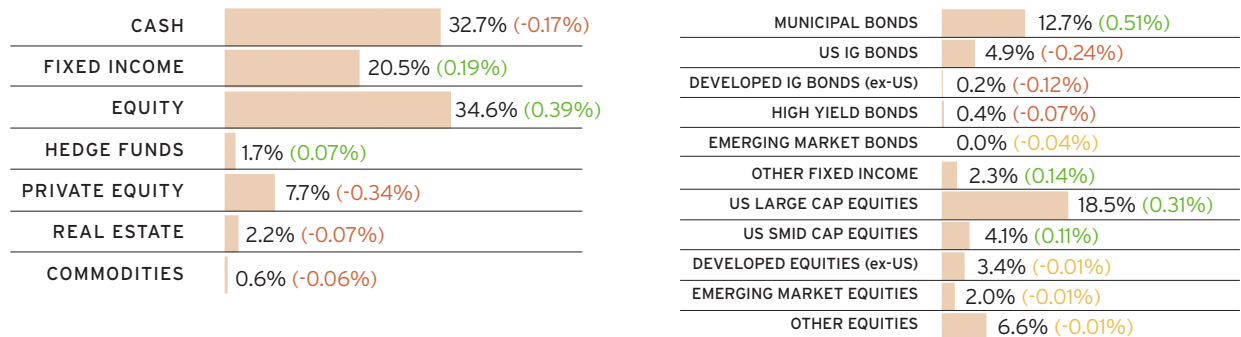 CASH 32.7% (-0.17%)
FIXED INCOME 20.5% (0.19%)
EQUITY 34.6% (0.39%)
HEDGE FUNDS 1.7% (0.07%)
PRIVATE EQUITY 7.7% (-0.34%)
REAL ESTATE 2.2% (-0.07%)
COMMODITIES 0.6% (-0.06%)
MUNICIPAL BONDS 12.7% (0.51%)
US IG BONDS 4.9% (-0.24%)
DEVELOPED IG BONDS (ex-US) 0.2% (-0.12%)
HIGH YIELD BONDS 0.4% (-0.07%)
EMERGING MARKET BONDS 0.0% (-0.04%)
OTHER FIXED INCOME 2.3% (0.14%)
US LARGE CAP EQUITIES 18.5% (0.31%)
US SMID CAP EQUITIES 4.1% (0.11%)
DEVELOPED EQUITIES (ex-US) 3.4% (-0.01%)
EMERGING MARKET EQUITIES 2.0% (-0.01%)
OTHER EQUITIES 6.6% (-0.01%)